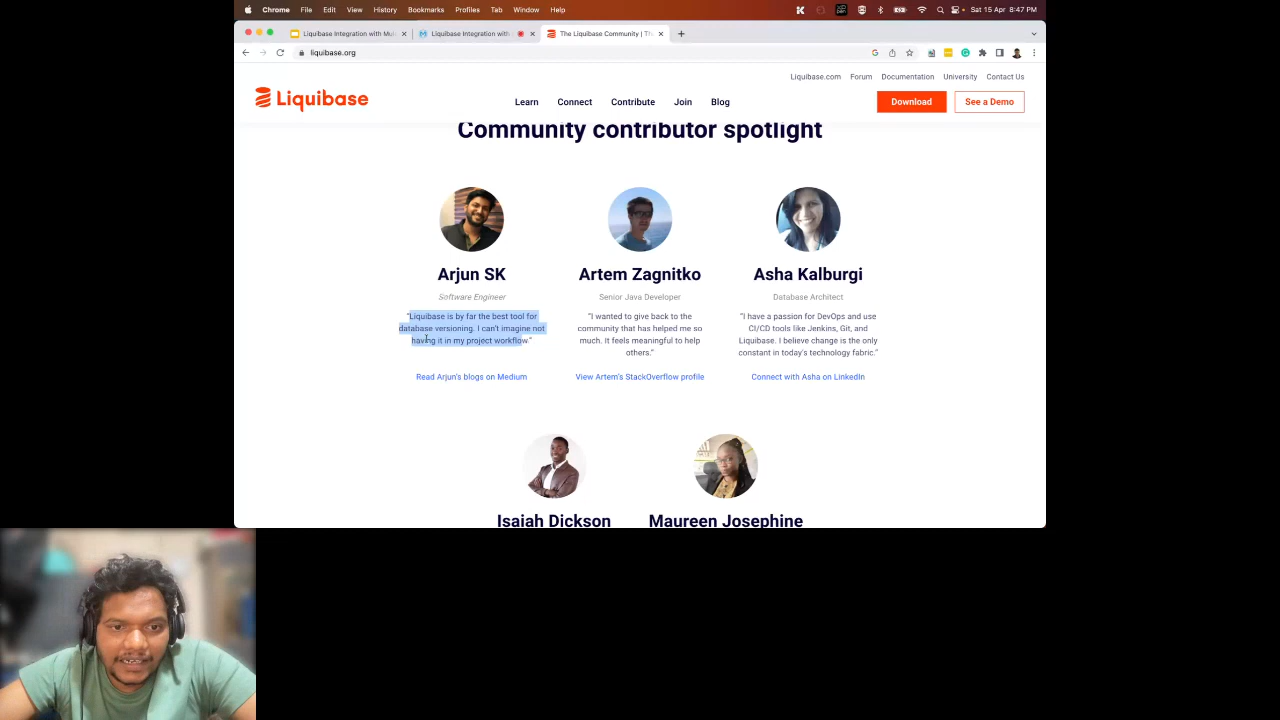 Chrome File Edit View History Bookmarks Profiles Tab Window Help Sat 15 Apr 8:47 PM
Liquibase Integration with Mul
Liquibase Integration with
The Liquibase Community | Th
liquibase.org
Liquibase.com Forum Documentation University Contact Us
Liquibase
Learn Connect Contribute Join Blog
Download See a Demo
Community contributor spotlight
Arjun SK
Software Engineer
"Liquibase is by far the best tool for
database versioning. I can't imagine not
having it in my project workflow."
Read Arjun's blogs on Medium
Artem Zagnitko
Senior Java Developer
"I wanted to give back to the
community that has helped me so
much. It feels meaningful to help
others."
View Artem's StackOverflow profile
Asha Kalburgi
Database Architect
"I have a passion for DevOps and use
CI/CD tools like Jenkins, Git, and
Liquibase. I believe change is the only
constant in today's technology fabric."
Connect with Asha on LinkedIn
Isaiah Dickson
Maureen Josephine